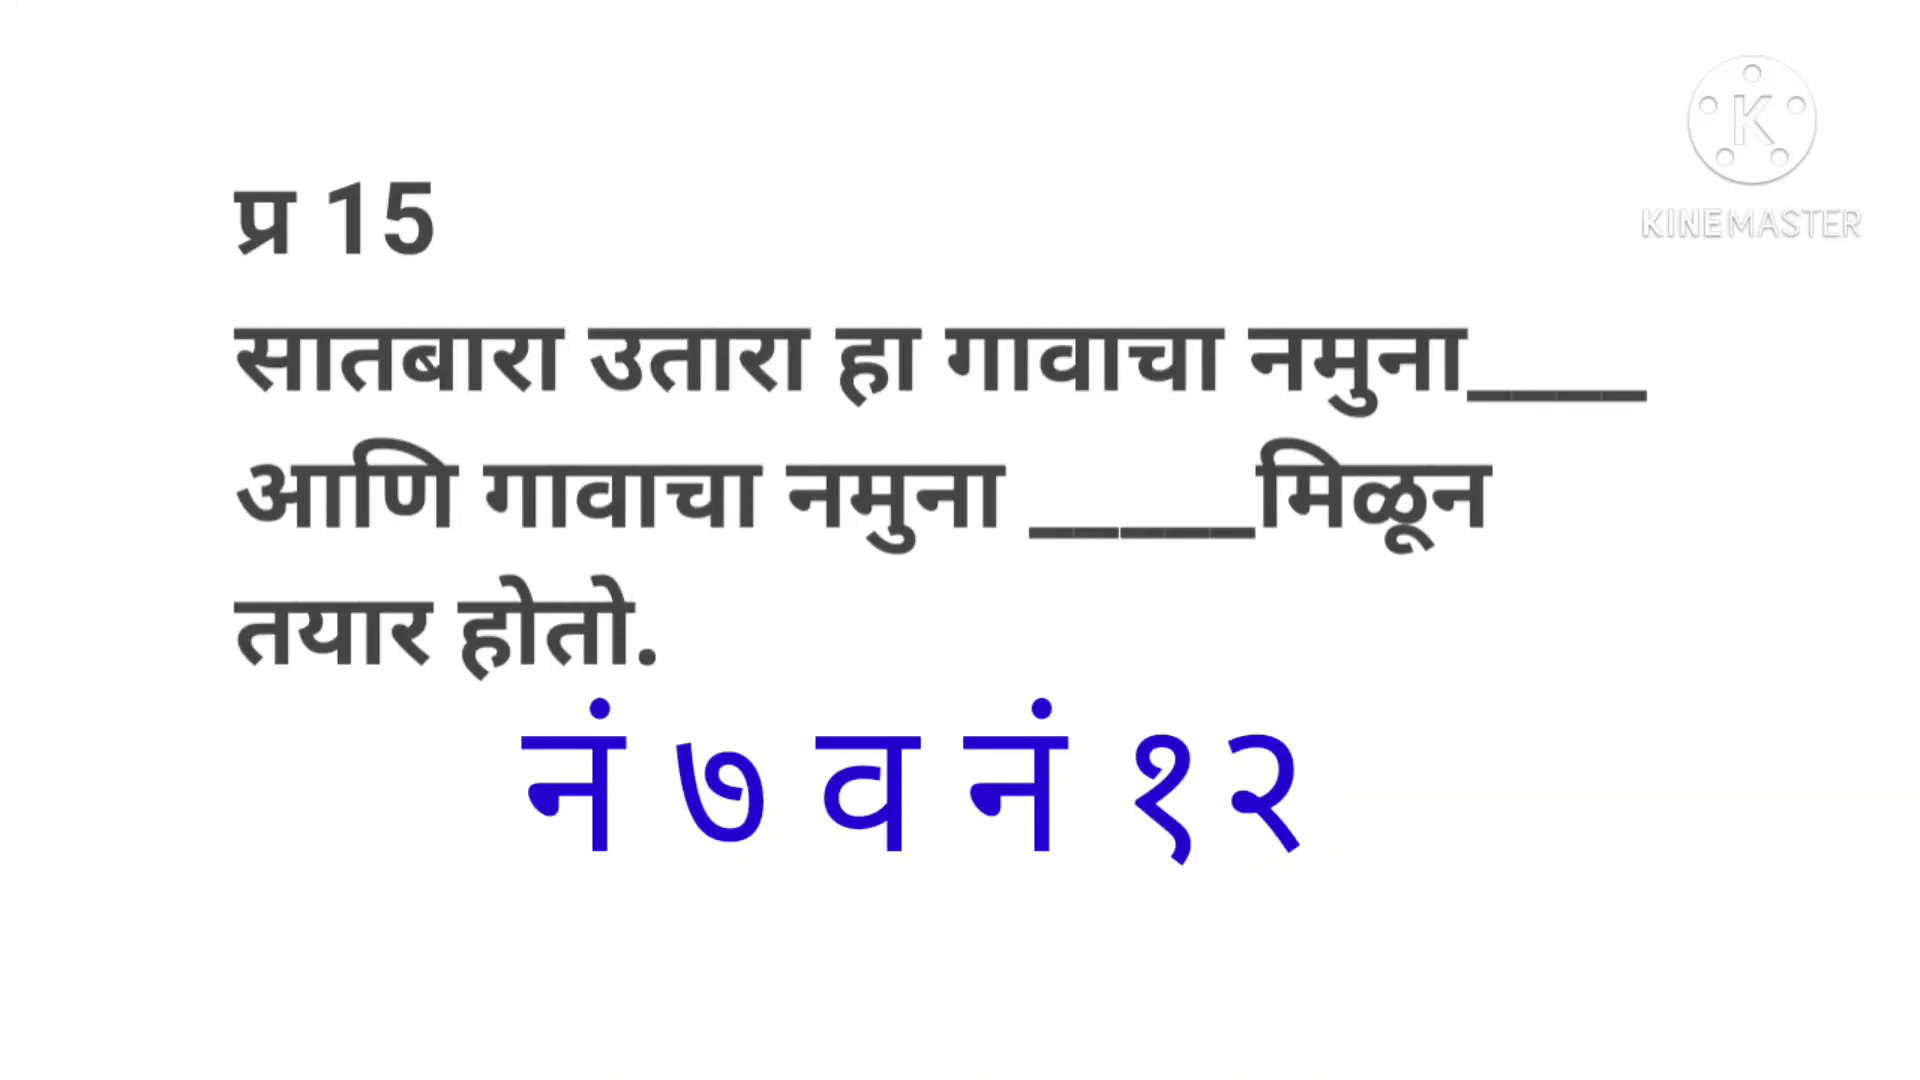 प्र 15
KINEMASTER
सातबारा उतारा हा गावाचा नमुना____
आणि गावाचा नमुना _____मिळून
तयार होतो.
नं ७ व नं १२